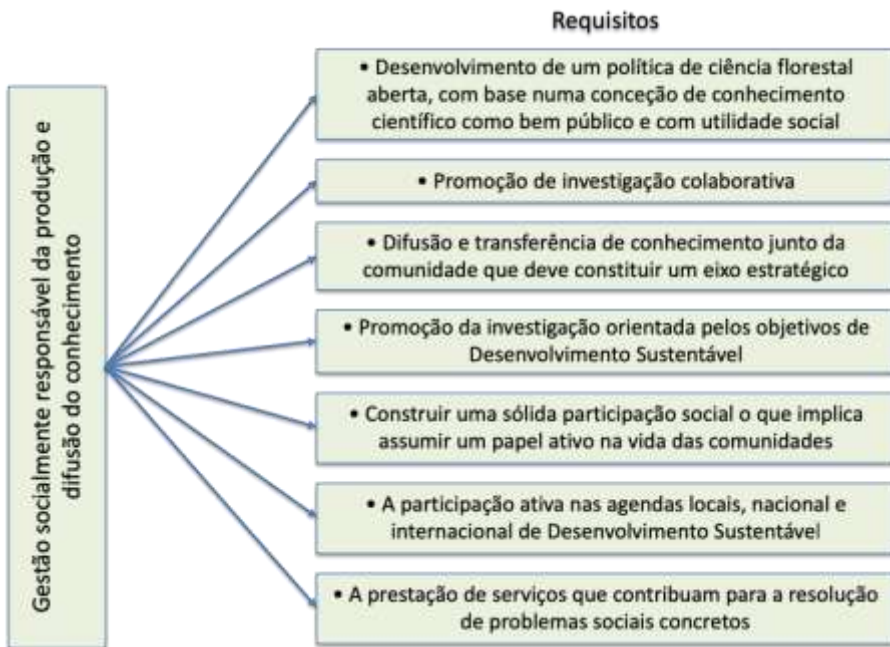 Requisitos
Gestão socialmente responsável da produção e
difusão do conhecimento
• Desenvolvimento de um política de ciência florestal
aberta, com base numa conceção de conhecimento
científico como bem público e com utilidade social
• Promoção de investigação colaborativa
• Difusão e transferência de conhecimento junto da
comunidade que deve constituir um eixo estratégico
• Promoção da investigação orientada pelos objetivos de
Desenvolvimento Sustentável
• Construir uma sólida participação social o que implica
assumir um papel ativo na vida das comunidades
• A participação ativa nas agendas locais, nacional e
internacional de Desenvolvimento Sustentável
• A prestação de serviços que contribuam para a resolução
de problemas sociais concretos